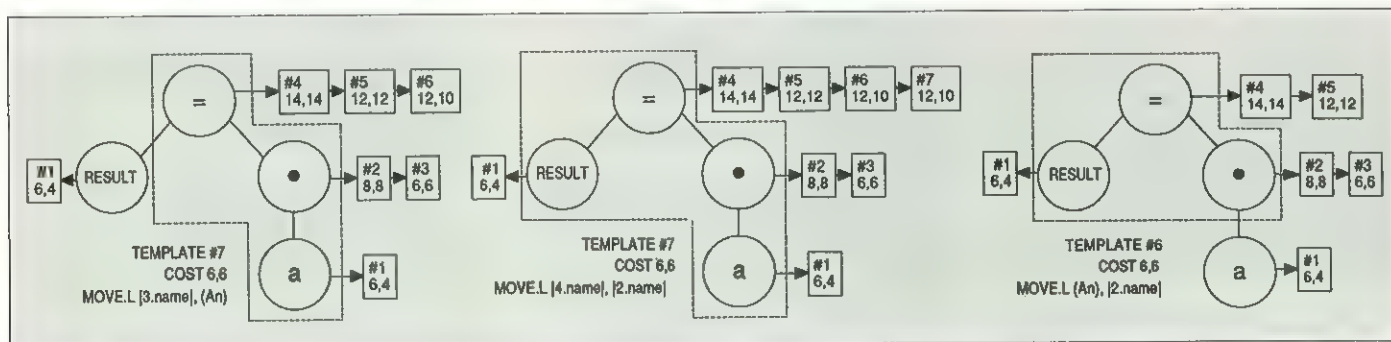 #4 14,14
#5 12,12
#6 12,10
=
RESULT
#1 6,4
•
#2 8,8
#3 6,6
a
#1 6,4
TEMPLATE #7
COST 6,6
MOVE.L |3.name|, (An)
#4 14,14
#5 12,12
#6 12,10
#7 12,10
=
#1 6,4
RESULT
•
#2 8,8
#3 6,6
a
#1 6,4
TEMPLATE #7
COST 6,6
MOVE.L |4.name|, |2.name|
#4 14,14
#5 12,12
=
#1 6,4
RESULT
•
#2 8,8
#3 6,6
a
#1 6,4
TEMPLATE #6
COST 6,6
MOVE.L (An), |2.name|